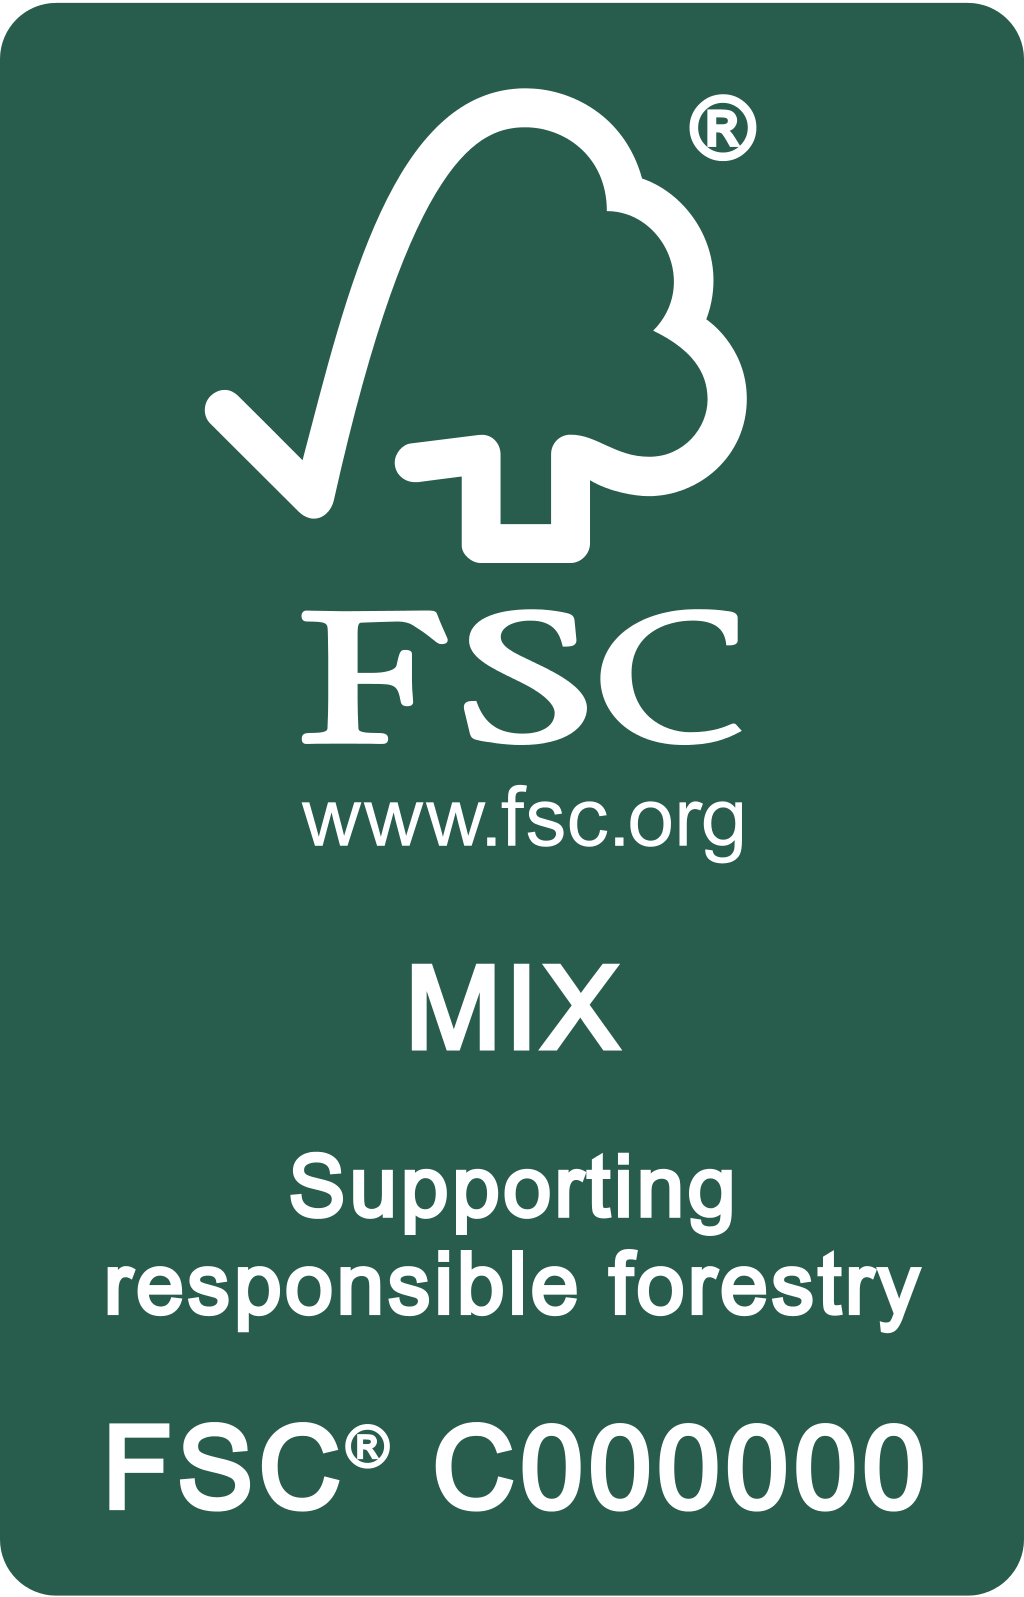 ®
FSC
www.fsc.org
MIX
Supporting
responsible forestry
FSC® C000000